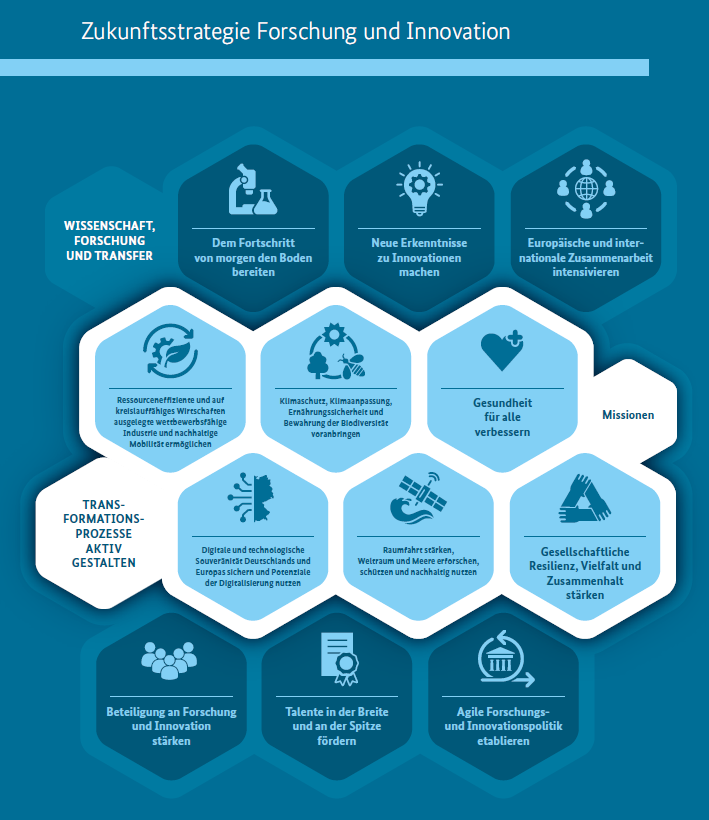 Zukunftsstrategie Forschung und Innovation
WISSENSCHAFT,
FORSCHUNG
UND TRANSFER
Dem Fortschritt
von morgen den Boden
bereiten
Neue Erkenntnisse
zu Innovationen
machen
Europäische und inter-
nationale Zusammenarbeit
intensivieren
Ressourceneffiziente und auf
kreislauffähiges Wirtschaften
ausgelegte wettbewerbsfähige
Industrie und nachhaltige
Mobilität ermöglichen
Klimaschutz, Klimaanpassung,
Ernährungssicherheit und
Bewahrung der Biodiversität
voranbringen
Gesundheit
für alle
verbessern
Missionen
TRANS-
FORMATIONS-
PROZESSE
AKTIV
GESTALTEN
Digitale und technologische
Souveränität Deutschlands und
Europas sichern und Potenziale
der Digitalisierung nutzen
Raumfahrt stärken,
Weltraum und Meere erforschen,
schützen und nachhaltig nutzen
Gesellschaftliche
Resilienz, Vielfalt und
Zusammenhalt
stärken
Beteiligung an Forschung
und Innovation
stärken
Talente in der Breite
und an der Spitze
fördern
Agile Forschungs-
und Innovationspolitik
etablieren